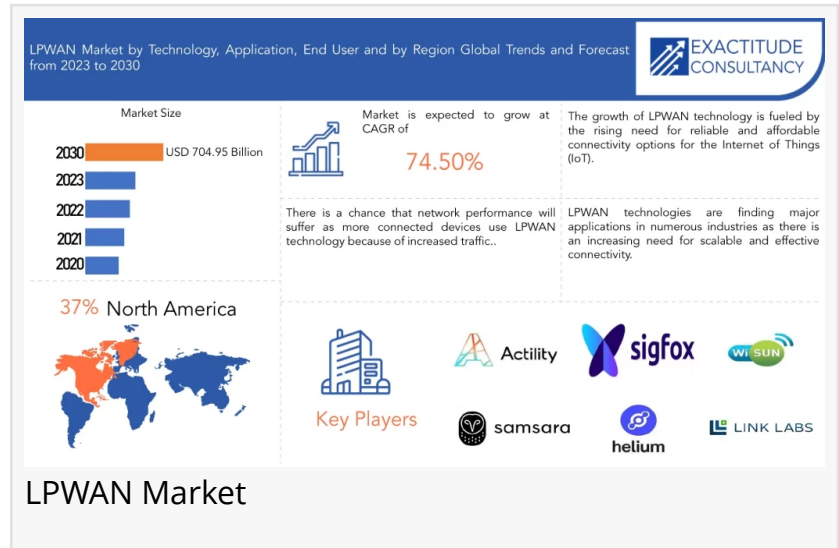 LPWAN Market by Technology, Application, End User and by Region Global Trends and Forecast
from 2023 to 2030
EXACTITUDE
CONSULTANCY
Market Size
2030
USD 704.95 Billion
2023
2022
2021
2020
Market is expected to grow at
CAGR of
74.50%
The growth of LPWAN technology is fueled by
the rising need for reliable and affordable
connectivity options for the Internet of Things
(IoT).
There is a chance that network performance will
suffer as more connected devices use LPWAN
technology because of increased traffic..
LPWAN technologies are finding major
applications in numerous industries as there is
an increasing need for scalable and effective
connectivity.
37% North America
Key Players
Actility
sigfox
Wi SUN
samsara
helium
LINK LABS
LPWAN Market